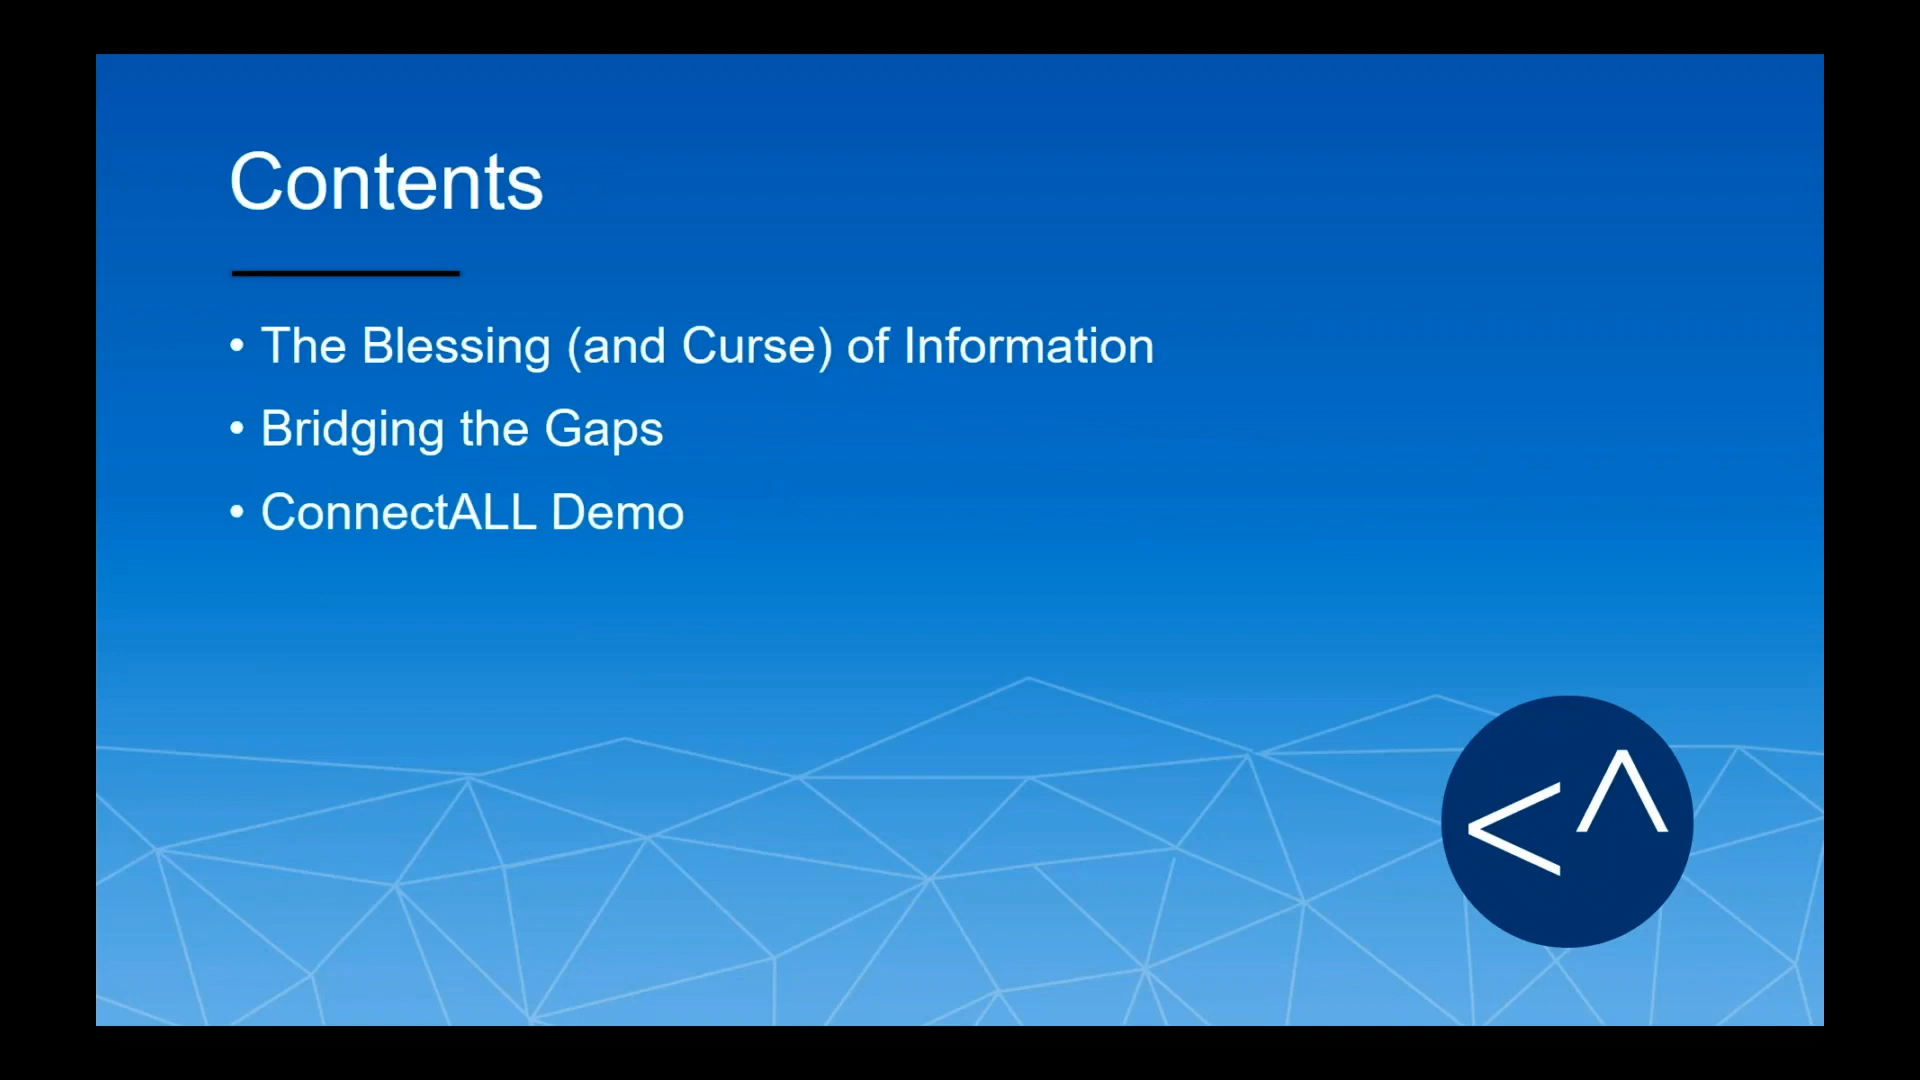 Contents
• The Blessing (and Curse) of Information
• Bridging the Gaps
• ConnectALL Demo